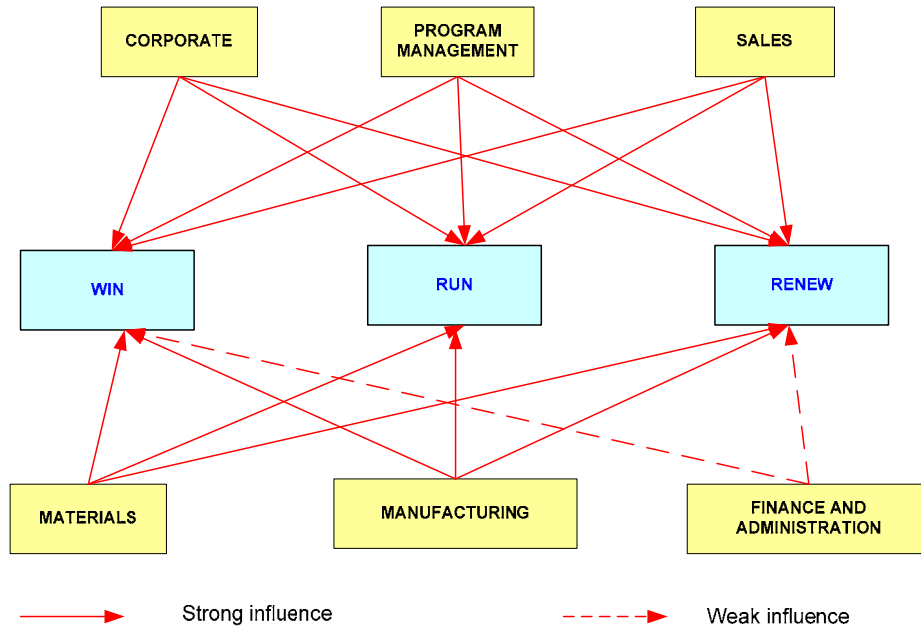 CORPORATE
PROGRAM
MANAGEMENT
SALES
WIN
RUN
RENEW
MATERIALS
MANUFACTURING
FINANCE AND
ADMINISTRATION
Strong influence
Weak influence